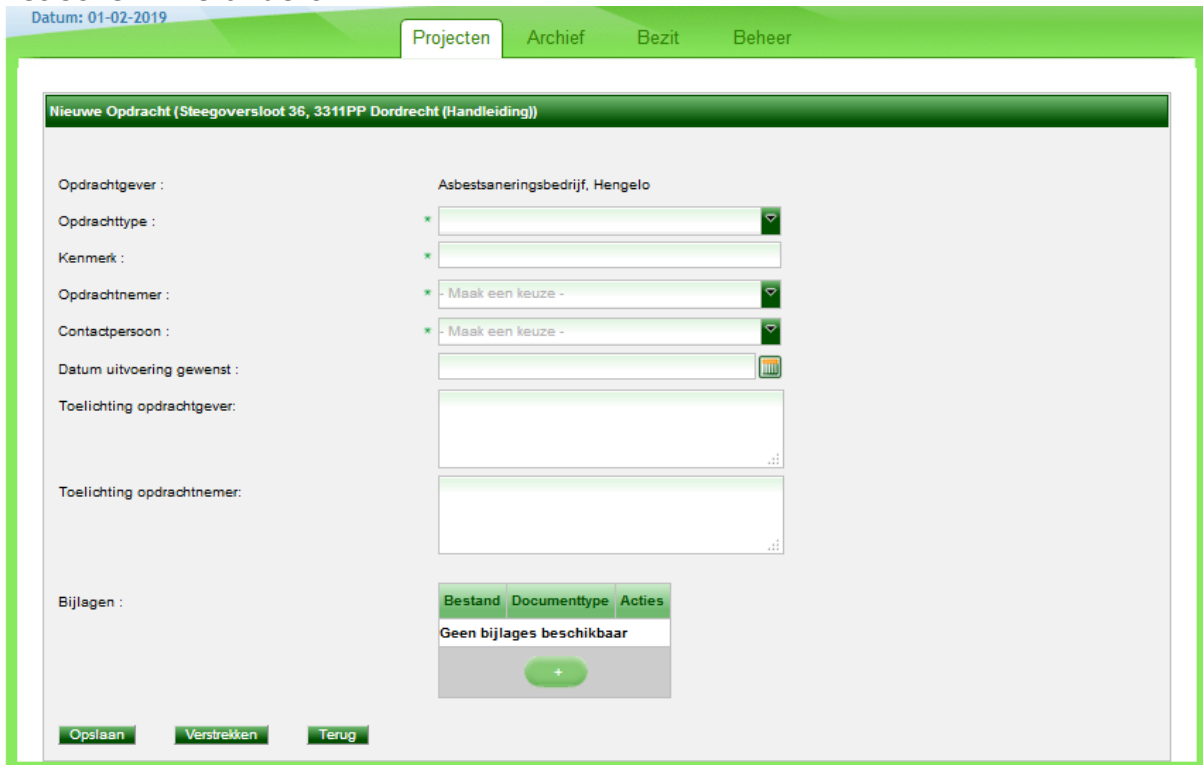 Datum: 01-02-2019
Projecten Archief Bezit Beheer
Nieuwe Opdracht (Steegoversloot 36, 3311PP Dordrecht (Handleiding))
Opdrachtgever : Asbestsaneringsbedrijf, Hengelo
Opdrachttype : *
Kenmerk : *
Opdrachtnemer : * - Maak een keuze -
Contactpersoon : * - Maak een keuze -
Datum uitvoering gewenst :
Toelichting opdrachtgever:
Toelichting opdrachtnemer:
Bijlagen : Bestand Documenttype Acties
Geen bijlages beschikbaar
+
Opslaan Verstrekken Terug